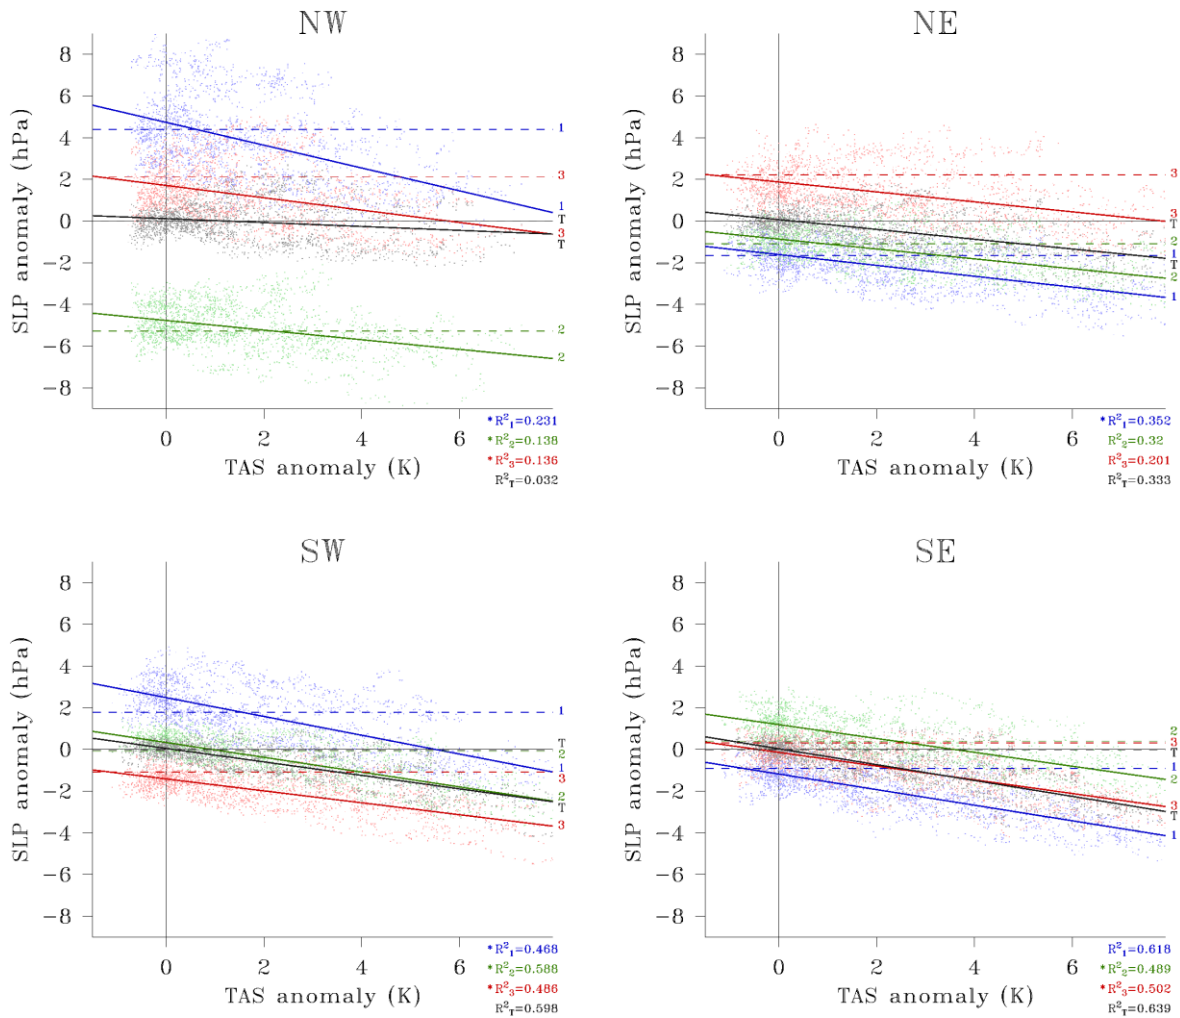 NW
8
6
4
2
0
−2
−4
−6
−8
SLP anomaly (hPa)
1
3
1
T
3
T
2
2
0 2 4 6
TAS anomaly (K)
*R²₁=0.231
*R²₂=0.138
*R²₃=0.136
R²T=0.032
NE
8
6
4
2
0
−2
−4
−6
−8
SLP anomaly (hPa)
3
3
T
2
1
T
2
1
0 2 4 6
TAS anomaly (K)
*R²₁=0.352
R²₂=0.32
R²₃=0.201
R²T=0.333
SW
8
6
4
2
0
−2
−4
−6
−8
SLP anomaly (hPa)
1
T
2
1
3
2
T
3
0 2 4 6
TAS anomaly (K)
*R²₁=0.468
*R²₂=0.588
*R²₃=0.486
R²T=0.598
SE
8
6
4
2
0
−2
−4
−6
−8
SLP anomaly (hPa)
2
3
T
1
2
3
T
1
0 2 4 6
TAS anomaly (K)
R²₁=0.618
*R²₂=0.489
*R²₃=0.502
R²T=0.639